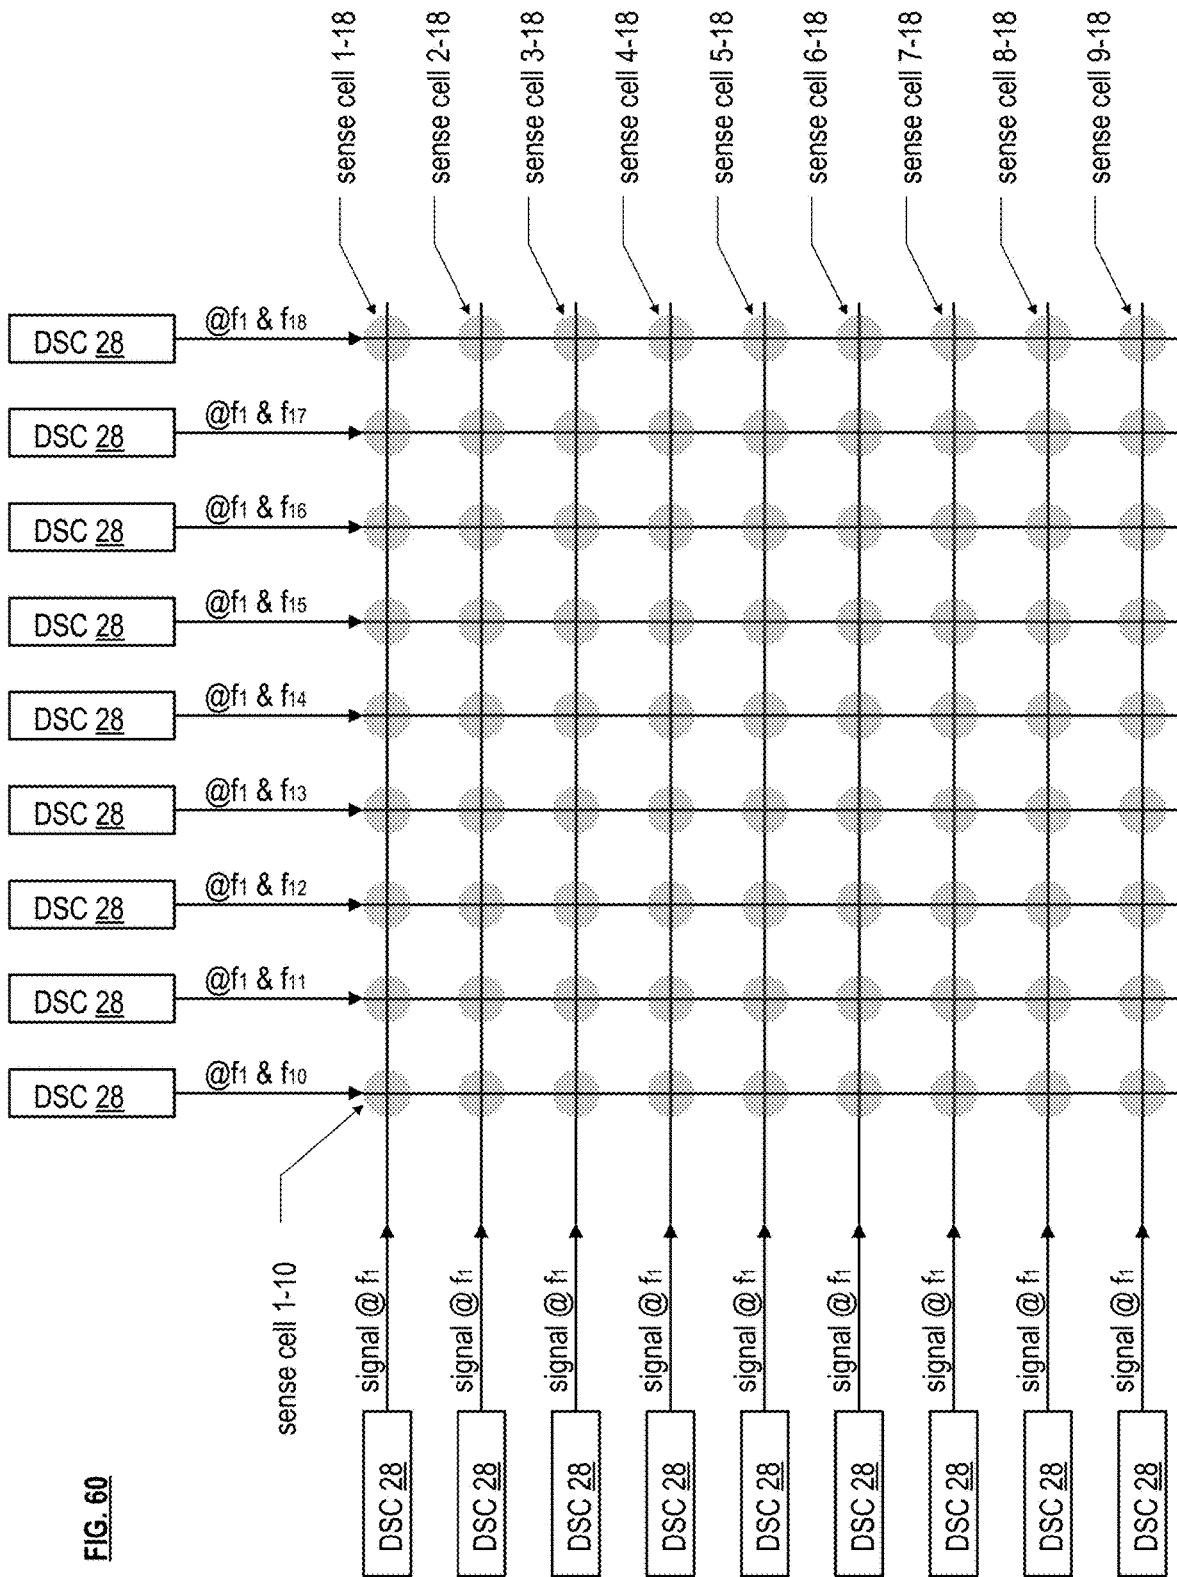 FIG. 60
sense cell 1-18
sense cell 2-18
sense cell 3-18
sense cell 4-18
sense cell 5-18
sense cell 6-18
sense cell 7-18
sense cell 8-18
sense cell 9-18
DSC 28
@f1 & f18
DSC 28
@f1 & f17
DSC 28
@f1 & f16
DSC 28
@f1 & f15
DSC 28
@f1 & f14
DSC 28
@f1 & f13
DSC 28
@f1 & f12
DSC 28
@f1 & f11
DSC 28
@f1 & f10
sense cell 1-10
DSC 28
signal @ f1
DSC 28
signal @ f1
DSC 28
signal @ f1
DSC 28
signal @ f1
DSC 28
signal @ f1
DSC 28
signal @ f1
DSC 28
signal @ f1
DSC 28
signal @ f1
DSC 28
signal @ f1